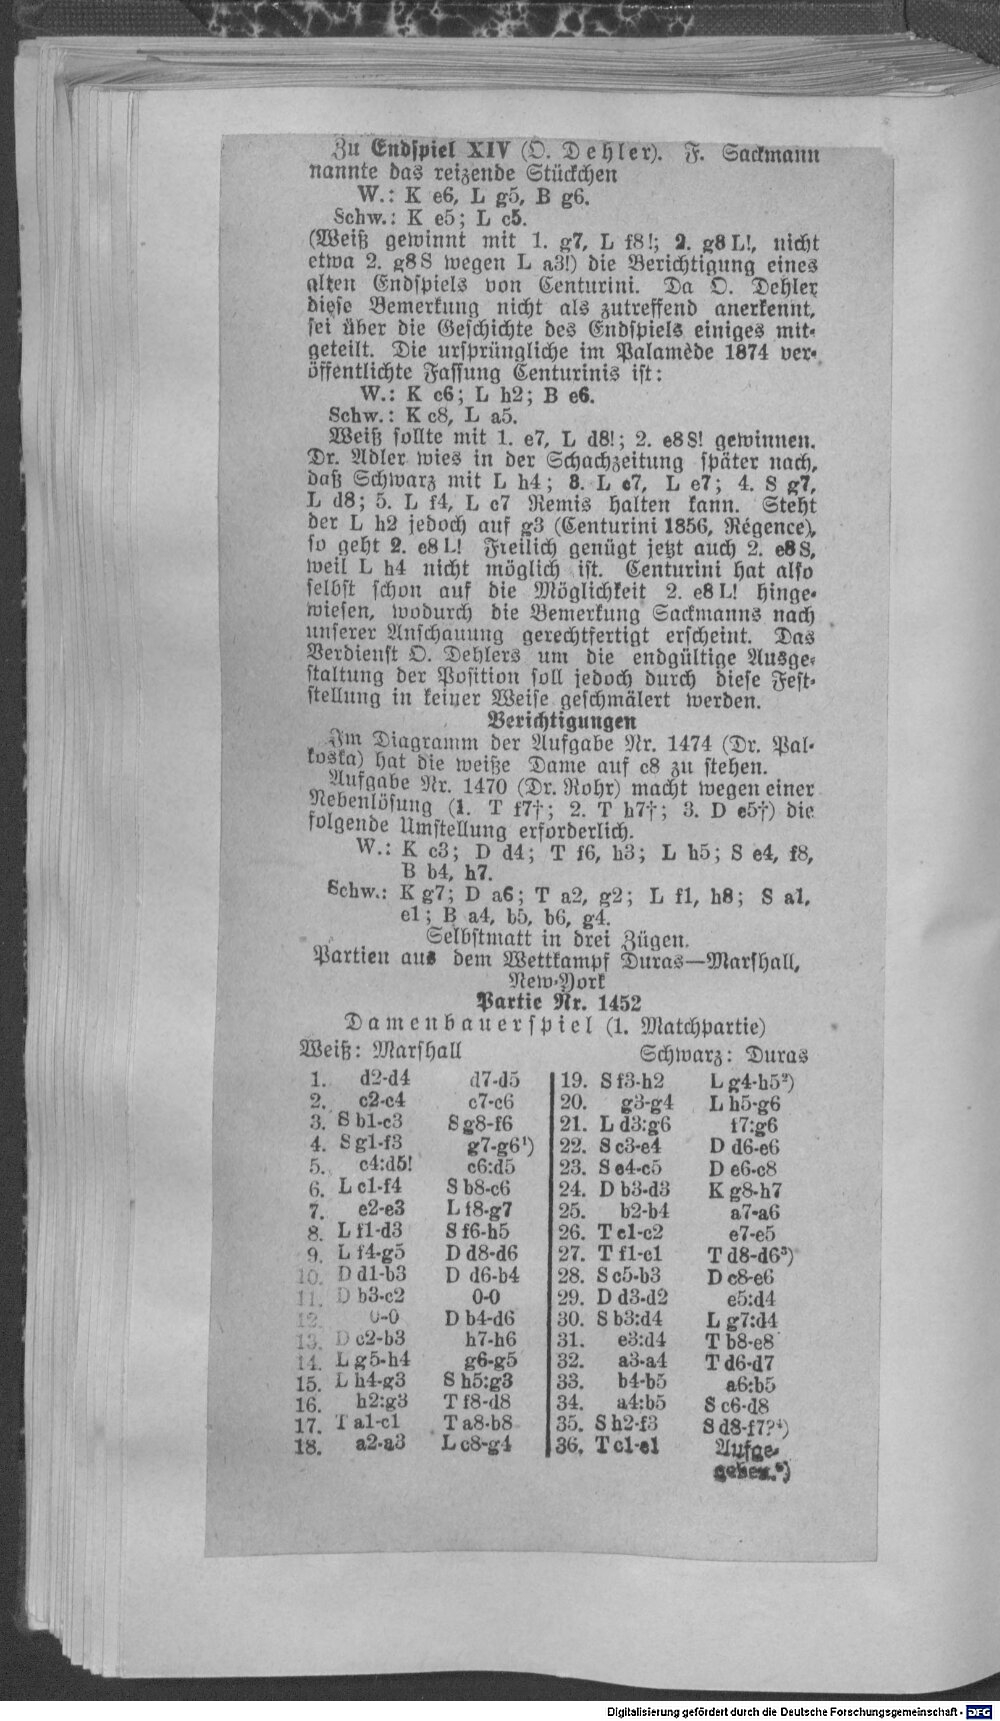 Zu Endspiel XIV (O. Dehler). F. Sackmann
nannte das reizende Stückchen
W.: K e6, L g5, B g6.
Schw.: K e5; L c5.
(Weiß gewinnt mit 1. g7, L f8!; 2. g8 L!, nicht
etwa 2. g8 S wegen L a3!) die Berichtigung eines
alten Endspiels von Centurini. Da O. Dehler
diese Bemerkung nicht als zutreffend anerkennt,
sei über die Geschichte des Endspiels einiges mit-
geteilt. Die ursprüngliche im Palamède 1874 ver-
öffentlichte Fassung Centurinis ist:
W.: K c6; L h2; B e6.
Schw.: K c8, L a5.
Weiß sollte mit 1. e7, L d8!; 2. e8 S! gewinnen.
Dr. Adler wies in der Schachzeitung später nach,
daß Schwarz mit L h4; 3. L c7, L e7; 4. S g7,
L d8; 5. L f4, L c7 Remis halten kann. Steht
der L h2 jedoch auf g3 (Centurini 1856, Régence),
so geht 2. e8 L! Freilich genügt jetzt auch 2. e8 S,
weil L h4 nicht möglich ist. Centurini hat also
selbst schon auf die Möglichkeit 2. e8 L! hinge-
wiesen, wodurch die Bemerkung Sackmanns nach
unserer Anschauung gerechtfertigt erscheint. Das
Verdienst O. Dehlers um die endgültige Ausge-
staltung der Position soll jedoch durch diese Fest-
stellung in keiner Weise geschmälert werden.
Berichtigungen
Im Diagramm der Aufgabe Nr. 1474 (Dr. Pal-
koska) hat die weiße Dame auf c8 zu stehen.
Aufgabe Nr. 1470 (Dr. Rohr) macht wegen einer
Nebenlösung (1. T f7†; 2. T h7†; 3. D e5†) die
folgende Umstellung erforderlich.
W.: K c3; D d4; T f6, h3; L h5; S e4, f8,
B b4, h7.
Schw.: K g7; D a6; T a2, g2; L f1, h8; S a1,
e1; B a4, b5, b6, g4.
Selbstmatt in drei Zügen.
Partien aus dem Wettkampf Duras—Marshall,
New-York
Partie Nr. 1452
Damenbauerspiel (1. Matchpartie)
Weiß: Marshall Schwarz: Duras
1. d2-d4 d7-d5
2. c2-c4 c7-c6
3. S b1-c3 S g8-f6
4. S g1-f3 g7-g6¹)
5. c4:d5! c6:d5
6. L c1-f4 S b8-c6
7. e2-e3 L f8-g7
8. L f1-d3 S f6-h5
9. L f4-g5 D d8-d6
10. D d1-b3 D d6-b4
11. D b3-c2 0-0
12. 0-0 D b4-d6
13. D c2-b3 h7-h6
14. L g5-h4 g6-g5
15. L h4-g3 S h5:g3
16. h2:g3 T f8-d8
17. T a1-c1 T a8-b8
18. a2-a3 L c8-g4
19. S f3-h2 L g4-h5²)
20. g3-g4 L h5-g6
21. L d3:g6 f7:g6
22. S c3-e4 D d6-e6
23. S e4-c5 D e6-c8
24. D b3-d3 K g8-h7
25. b2-b4 a7-a6
26. T c1-c2 e7-e5
27. T f1-c1 T d8-d6³)
28. S c5-b3 D c8-e6
29. D d3-d2 e5:d4
30. S b3:d4 L g7:d4
31. e3:d4 T b8-e8
32. a3-a4 T d6-d7
33. b4-b5 a6:b5
34. a4:b5 S c6-d8
35. S h2-f3 S d8-f7?⁴)
36. T c1-e1 Aufge-
geben.⁵)
Digitalisierung gefördert durch die Deutsche Forschungsgemeinschaft - DFG